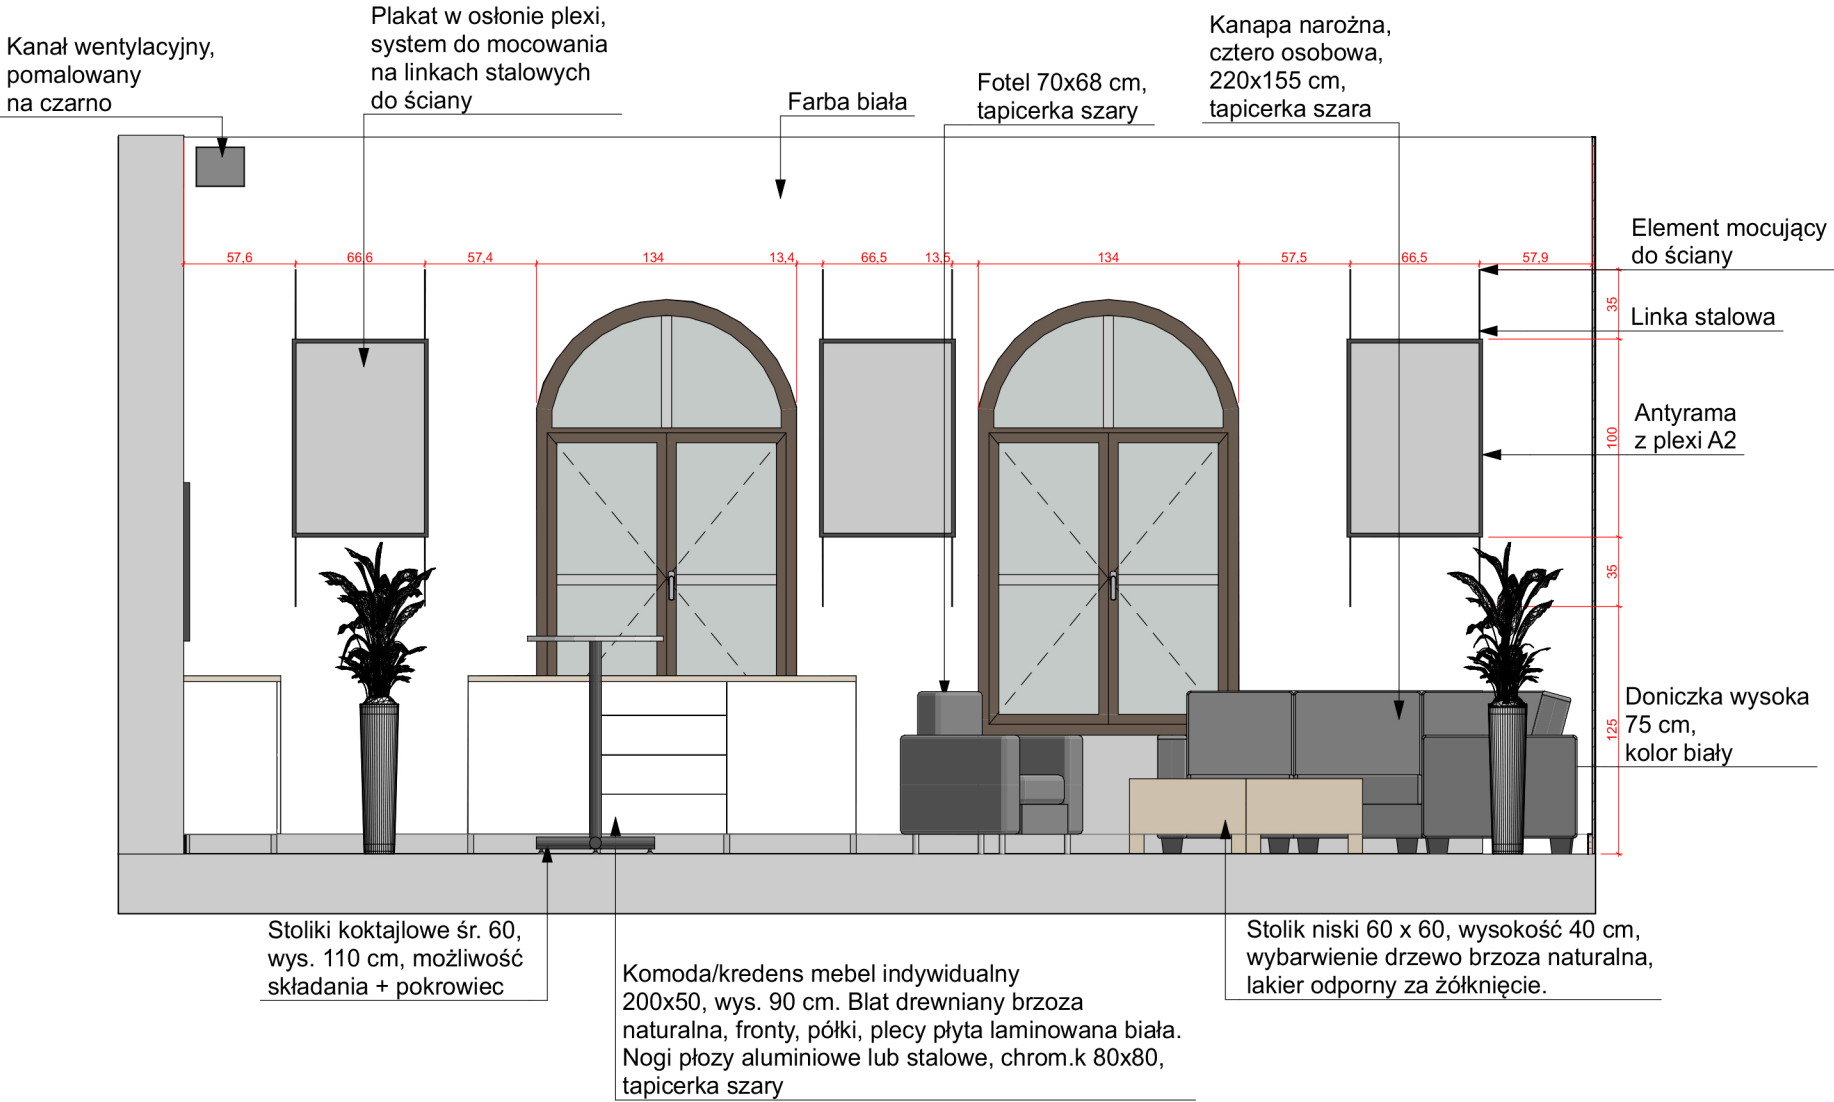 Kanał wentylacyjny,
pomalowany
na czarno
Plakat w osłonie plexi,
system do mocowania
na linkach stalowych
do ściany
Farba biała
Fotel 70x68 cm,
tapicerka szary
Kanapa narożna,
cztero osobowa,
220x155 cm,
tapicerka szara
57,6
66,6
57,4
134
13,4
66,5
13,5
134
57,5
66,5
57,9
Element mocujący
do ściany
35
Linka stalowa
100
Antyrama
z plexi A2
35
125
Doniczka wysoka
75 cm,
kolor biały
Stoliki koktajlowe śr. 60,
wys. 110 cm, możliwość
składania + pokrowiec
Komoda/kredens mebel indywidualny
200x50, wys. 90 cm. Blat drewniany brzoza
naturalna, fronty, półki, plecy płyta laminowana biała.
Nogi płozy aluminiowe lub stalowe, chrom.k 80x80,
tapicerka szary
Stolik niski 60 x 60, wysokość 40 cm,
wybarwienie drzewo brzoza naturalna,
lakier odporny za żółknięcie.